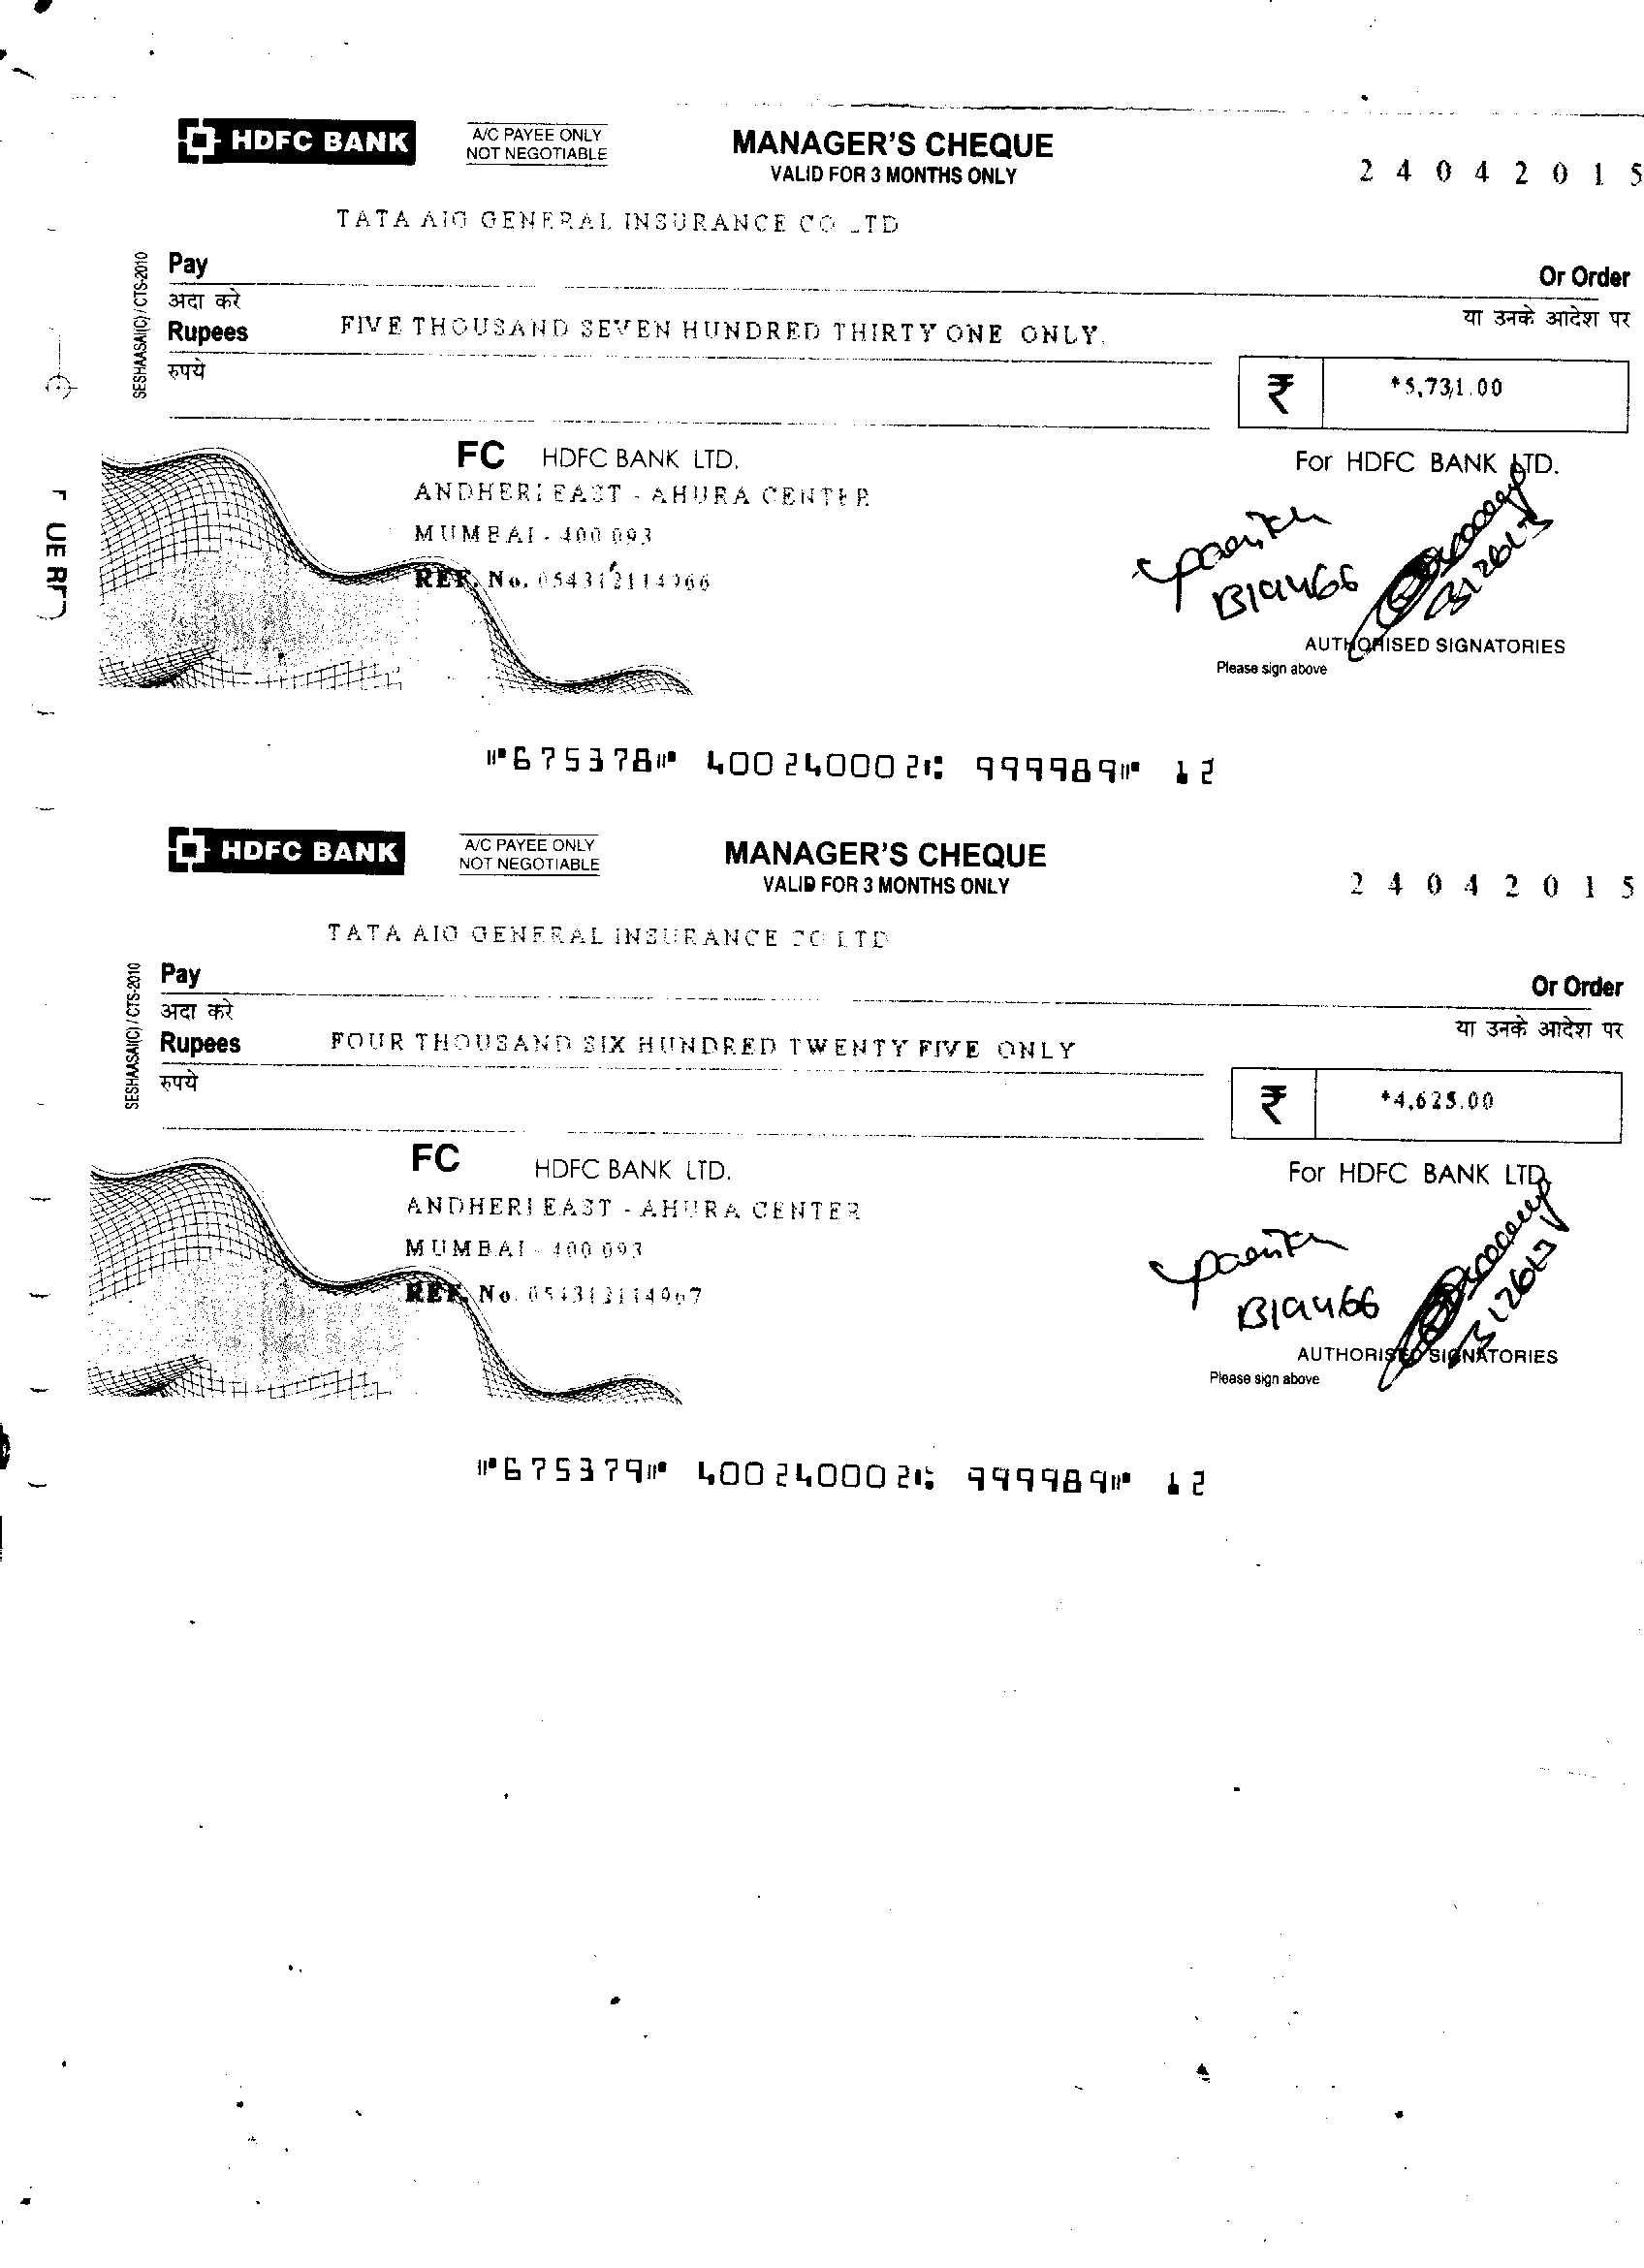 HDFC BANK
A/C PAYEE ONLY
NOT NEGOTIABLE
MANAGER'S CHEQUE
VALID FOR 3 MONTHS ONLY
2 4 0 4 2 0 1 5
TATA AIG GENERAL INSURANCE CO LTD
Pay
Or Order
अदा करे
या उनके आदेश पर
Rupees FIVE THOUSAND SEVEN HUNDRED THIRTY ONE ONLY.
रुपये
₹ *5,731.00
SESHAASAI(C) / CTS-2010
FC HDFC BANK LTD.
For HDFC BANK LTD.
ANDHERI EAST - AHURA CENTER
MUMBAI - 400 093
REF. No. 054312114966
B19466
AUTHORISED SIGNATORIES
Please sign above
⑈675378⑈ 400240002⑆ 999989⑈ 12
HDFC BANK
A/C PAYEE ONLY
NOT NEGOTIABLE
MANAGER'S CHEQUE
VALID FOR 3 MONTHS ONLY
2 4 0 4 2 0 1 5
TATA AIG GENERAL INSURANCE CO LTD
Pay
Or Order
अदा करे
या उनके आदेश पर
Rupees FOUR THOUSAND SIX HUNDRED TWENTY FIVE ONLY
रुपये
₹ *4,625.00
SESHAASAI(C) / CTS-2010
FC HDFC BANK LTD.
For HDFC BANK LTD.
ANDHERI EAST - AHURA CENTER
MUMBAI - 400 093
REF. No. 054312114967
B19466
AUTHORISED SIGNATORIES
Please sign above
⑈675379⑈ 400240002⑆ 999989⑈ 12